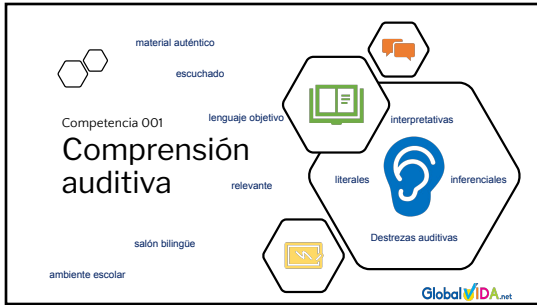 material auténtico
escuchado
lenguaje objetivo
Competencia 001
Comprensión
auditiva
relevante
salón bilingüe
ambiente escolar
interpretativas
literales
inferenciales
Destrezas auditivas
GlobalVIDA.net